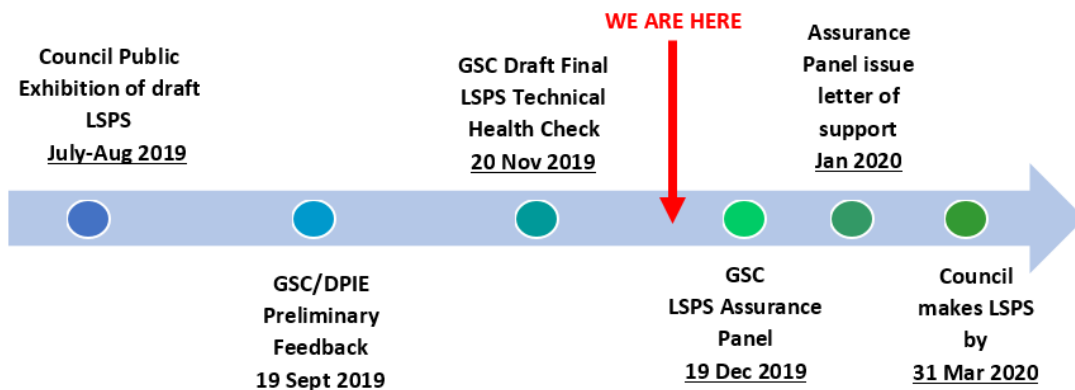 WE ARE HERE
Council Public
Exhibition of draft
LSPS
July-Aug 2019
GSC Draft Final
LSPS Technical
Health Check
20 Nov 2019
Assurance
Panel issue
letter of
support
Jan 2020
GSC/DPIE
Preliminary
Feedback
19 Sept 2019
GSC
LSPS Assurance
Panel
19 Dec 2019
Council
makes LSPS
by
31 Mar 2020